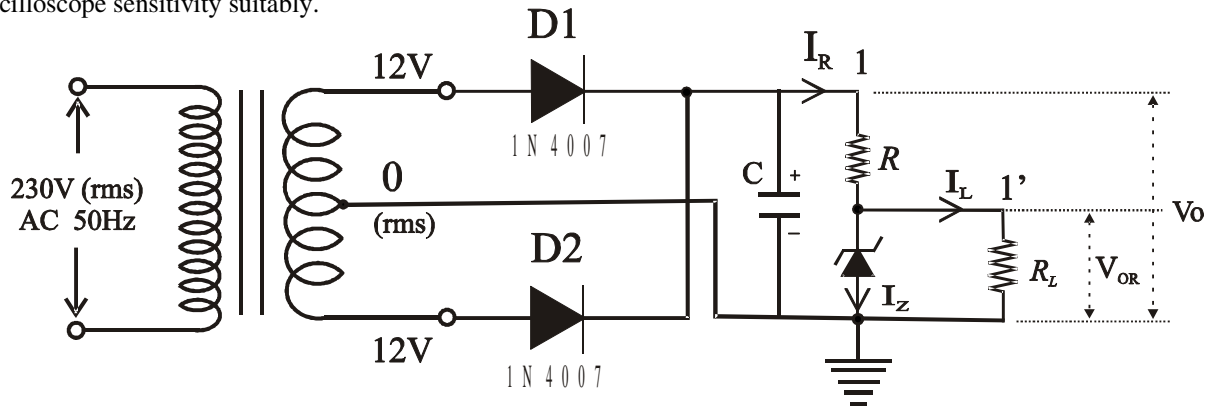 cilloscope sensitivity suitably.
D1
12V
1N4007
I_R 1
230V (rms)
AC 50Hz
0
(rms)
C +
−
R
I_L 1’
Vo
V_OR
R_L
D2
I_Z
12V
1N4007